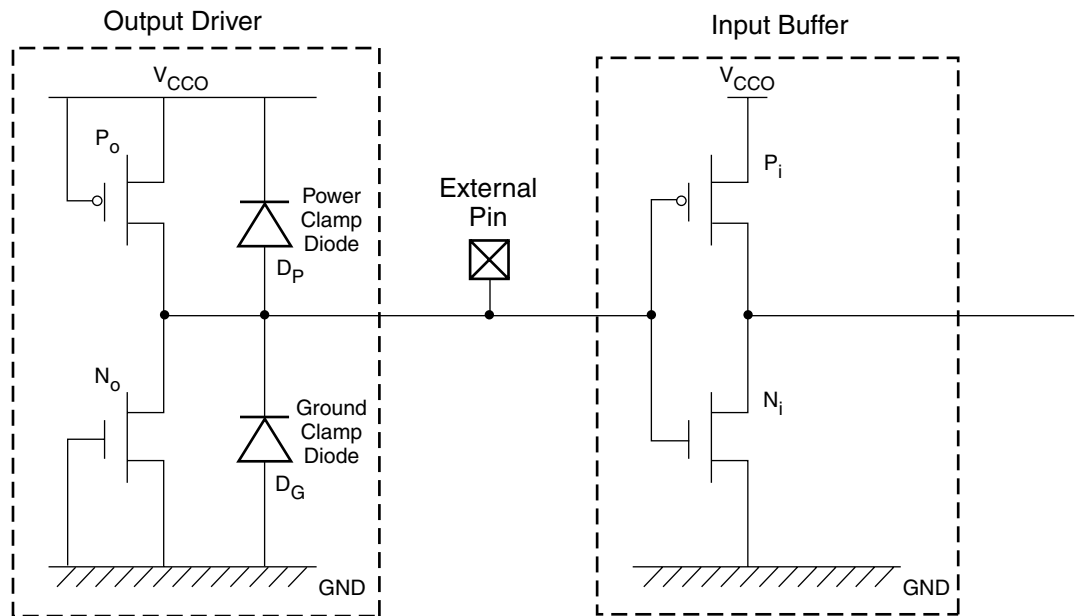 Output Driver
Input Buffer
VCCO
VCCO
Po
Pi
Power
Clamp
Diode
DP
External
Pin
No
Ni
Ground
Clamp
Diode
DG
GND
GND